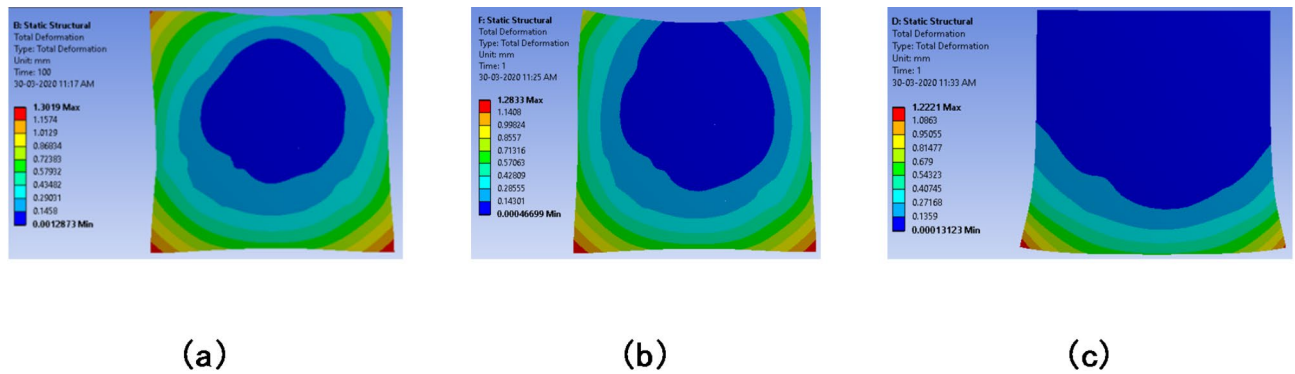 B: Static Structural
Total Deformation
Type: Total Deformation
Unit: mm
Time: 100
30-03-2020 11:17 AM
1.3019 Max
1.1574
1.0129
0.86834
0.72383
0.57932
0.43482
0.29031
0.1458
0.0012873 Min
F: Static Structural
Total Deformation
Type: Total Deformation
Unit: mm
Time: 1
30-03-2020 11:25 AM
1.2833 Max
1.1408
0.99824
0.8557
0.71316
0.57063
0.42809
0.28555
0.14301
0.00046699 Min
D: Static Structural
Total Deformation
Type: Total Deformation
Unit: mm
Time: 1
30-03-2020 11:33 AM
1.2221 Max
1.0863
0.95055
0.81477
0.679
0.54323
0.40745
0.27168
0.1359
0.00013123 Min
(a)
(b)
(c)